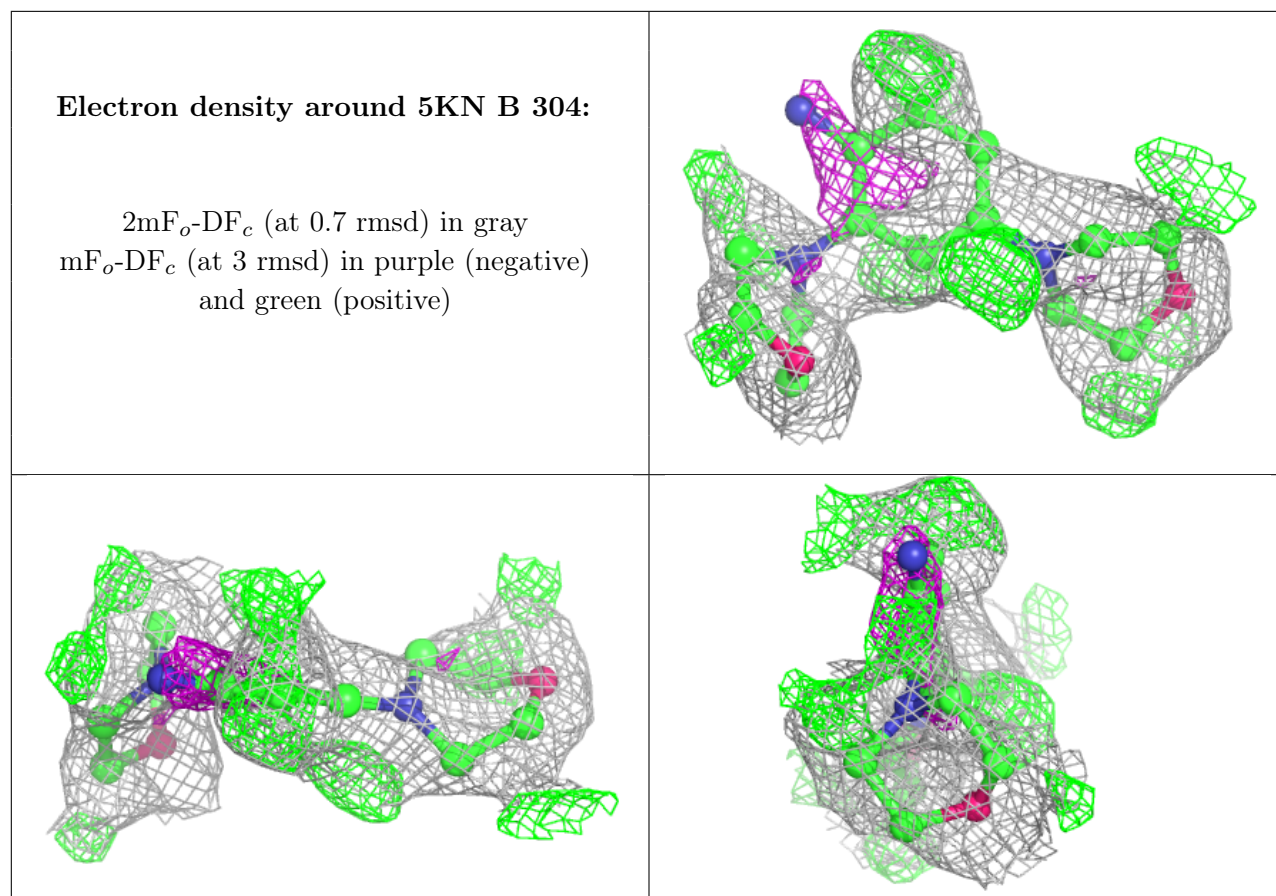 Electron density around 5KN B 304:
2mFo-DFc (at 0.7 rmsd) in gray
mFo-DFc (at 3 rmsd) in purple (negative)
and green (positive)